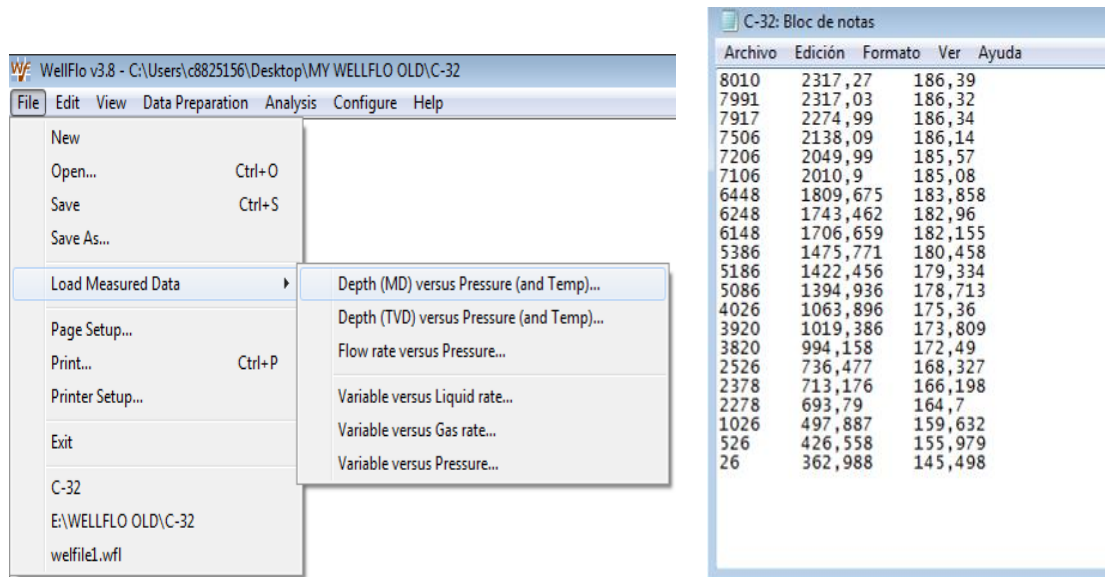 WellFlo v3.8 - C:\Users\c8825156\Desktop\MY WELLFLO OLD\C-32
File Edit View Data Preparation Analysis Configure Help
New
Open... Ctrl+O
Save Ctrl+S
Save As...
Load Measured Data
Page Setup...
Print... Ctrl+P
Printer Setup...
Exit
C-32
E:\WELLFLO OLD\C-32
welfile1.wfl
Depth (MD) versus Pressure (and Temp)...
Depth (TVD) versus Pressure (and Temp)...
Flow rate versus Pressure...
Variable versus Liquid rate...
Variable versus Gas rate...
Variable versus Pressure...
C-32: Bloc de notas
Archivo Edición Formato Ver Ayuda
8010 2317,27 186,39
7991 2317,03 186,32
7917 2274,99 186,34
7506 2138,09 186,14
7206 2049,99 185,57
7106 2010,9 185,08
6448 1809,675 183,858
6248 1743,462 182,96
6148 1706,659 182,155
5386 1475,771 180,458
5186 1422,456 179,334
5086 1394,936 178,713
4026 1063,896 175,36
3920 1019,386 173,809
3820 994,158 172,49
2526 736,477 168,327
2378 713,176 166,198
2278 693,79 164,7
1026 497,887 159,632
526 426,558 155,979
26 362,988 145,498